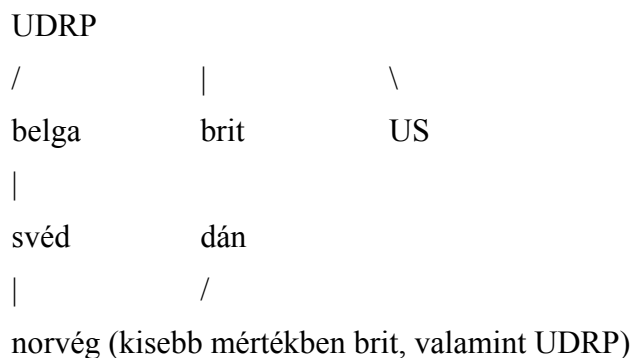 UDRP
/ | \
belga brit US
|
svéd dán
| /
norvég (kisebb mértékben brit, valamint UDRP)